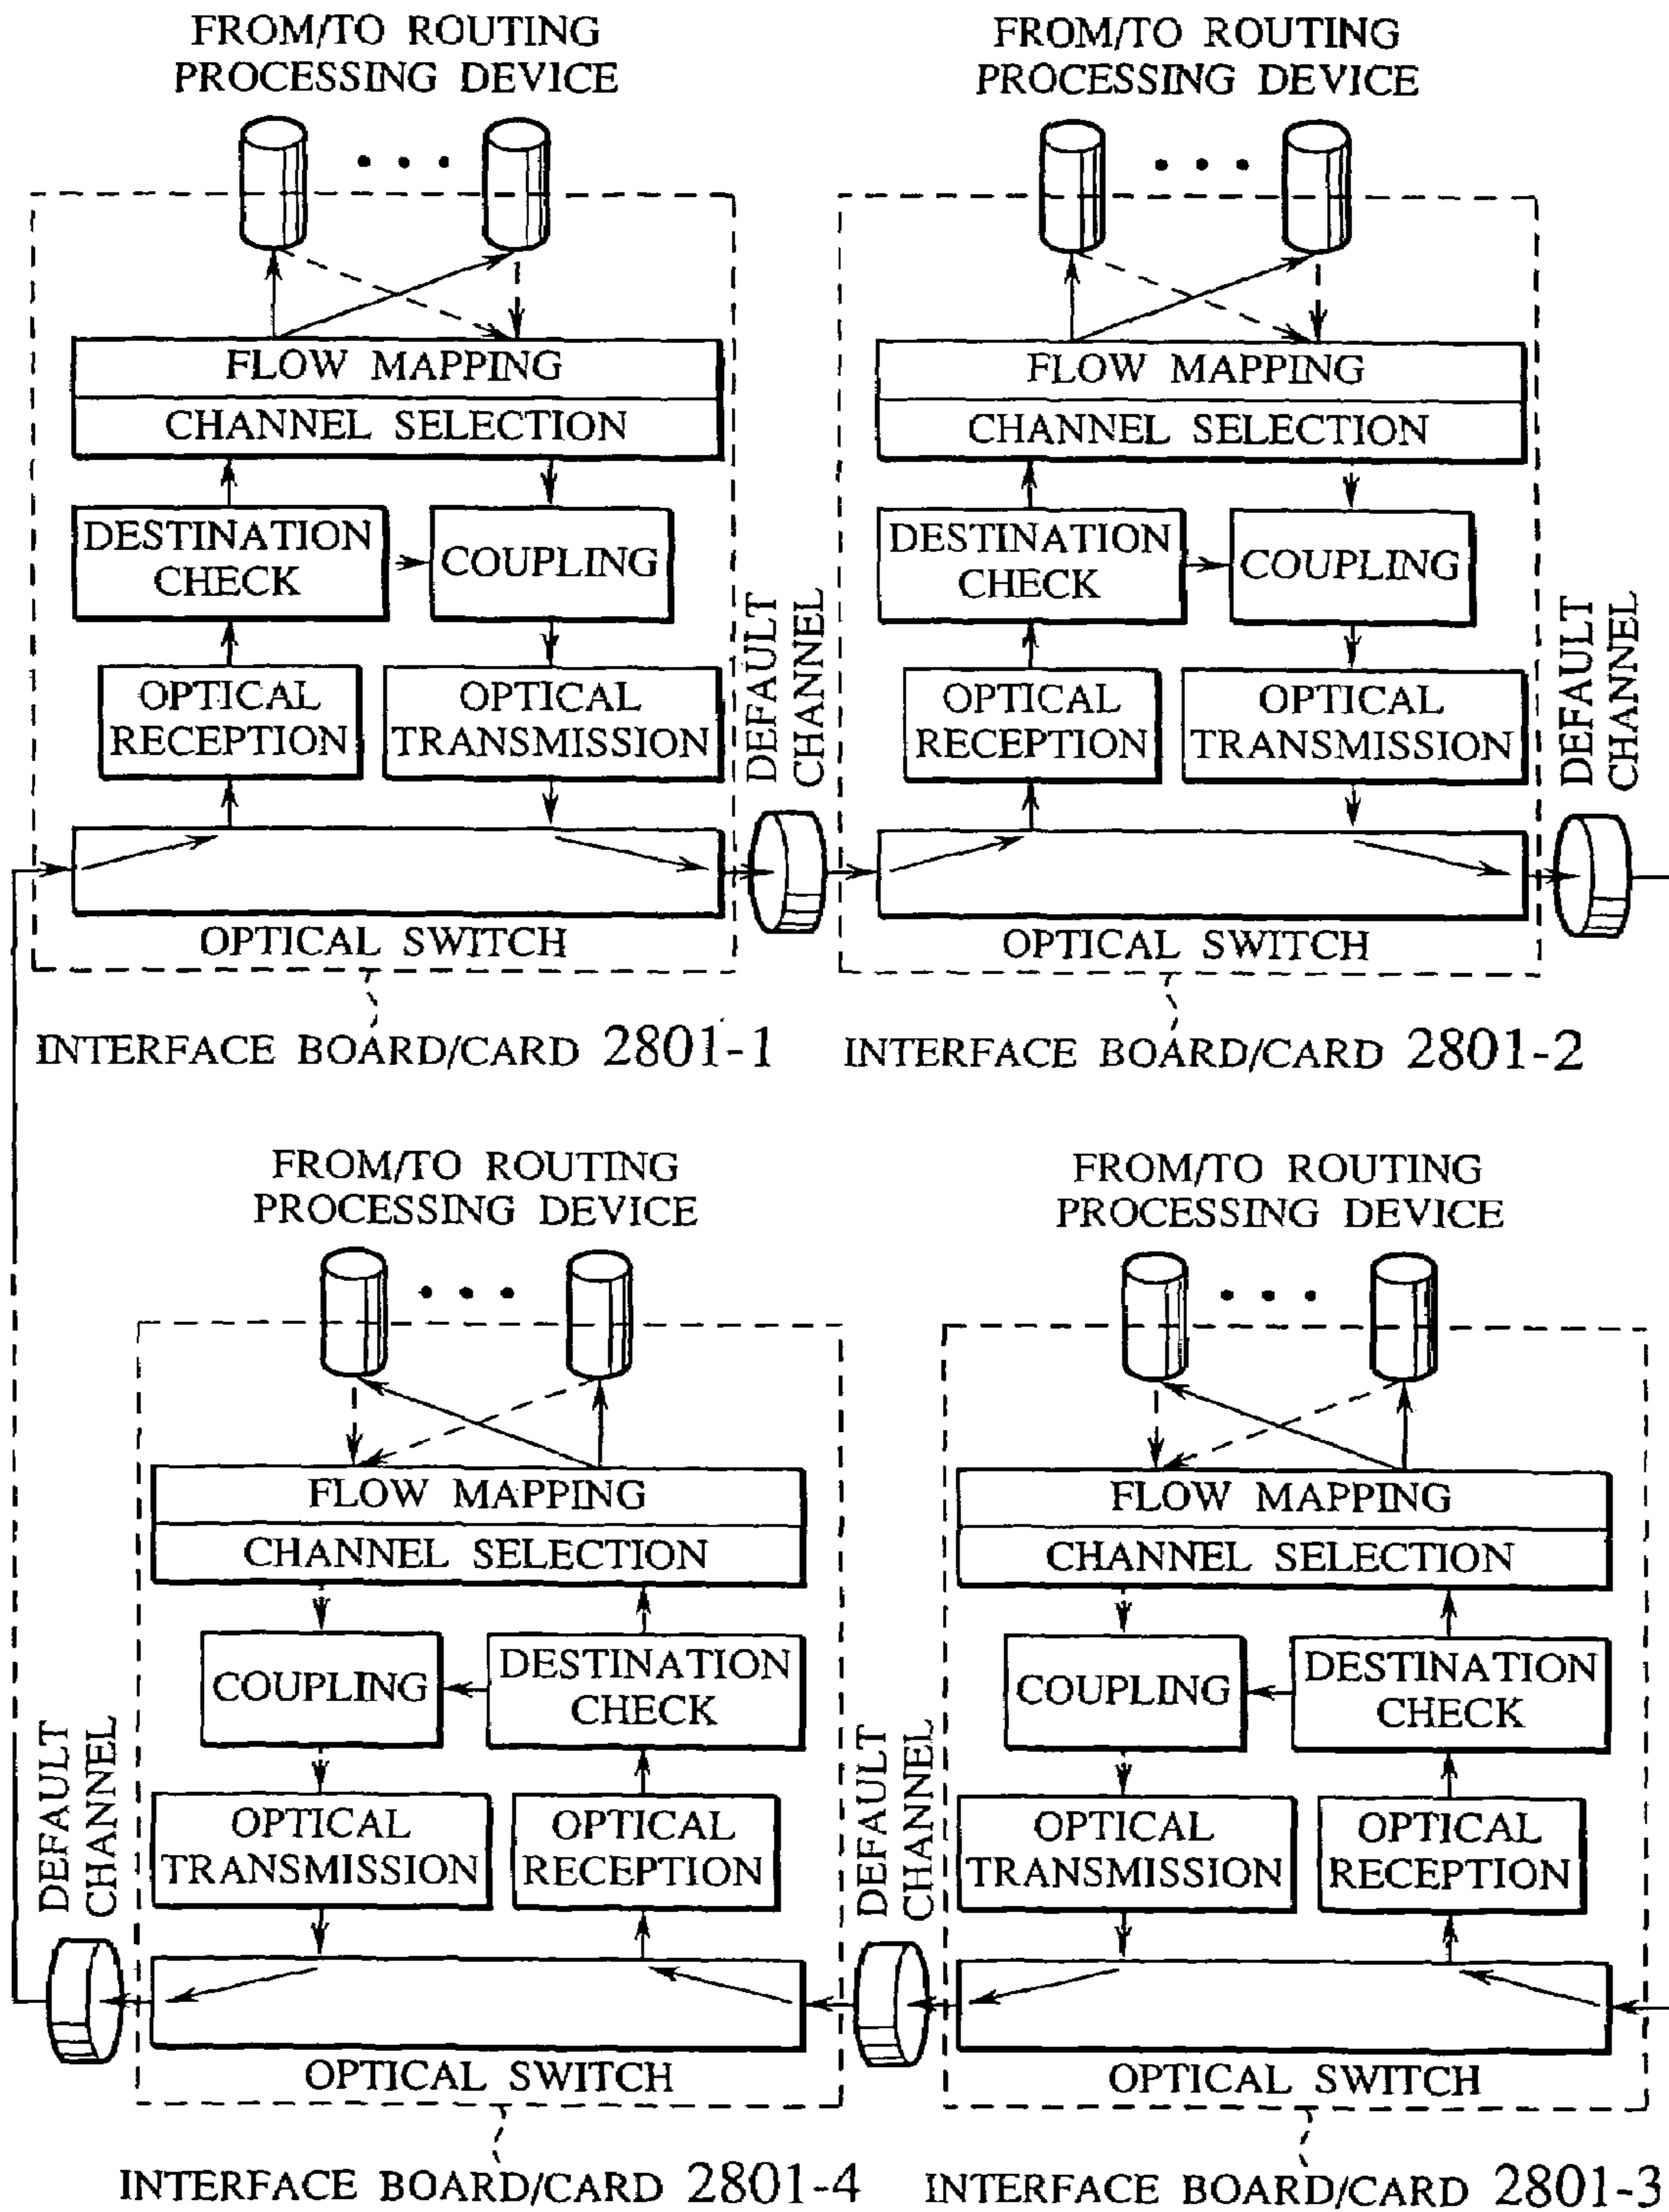 FROM/TO ROUTING
PROCESSING DEVICE
FLOW MAPPING
CHANNEL SELECTION
DESTINATION
CHECK
COUPLING
OPTICAL
RECEPTION
OPTICAL
TRANSMISSION
OPTICAL SWITCH
DEFAULT
CHANNEL
INTERFACE BOARD/CARD 2801-1
FROM/TO ROUTING
PROCESSING DEVICE
FLOW MAPPING
CHANNEL SELECTION
DESTINATION
CHECK
COUPLING
OPTICAL
RECEPTION
OPTICAL
TRANSMISSION
OPTICAL SWITCH
DEFAULT
CHANNEL
INTERFACE BOARD/CARD 2801-2
FROM/TO ROUTING
PROCESSING DEVICE
FLOW MAPPING
CHANNEL SELECTION
COUPLING
DESTINATION
CHECK
DEFAULT
CHANNEL
OPTICAL
TRANSMISSION
OPTICAL
RECEPTION
OPTICAL SWITCH
INTERFACE BOARD/CARD 2801-4
FROM/TO ROUTING
PROCESSING DEVICE
FLOW MAPPING
CHANNEL SELECTION
COUPLING
DESTINATION
CHECK
DEFAULT
CHANNEL
OPTICAL
TRANSMISSION
OPTICAL
RECEPTION
OPTICAL SWITCH
INTERFACE BOARD/CARD 2801-3